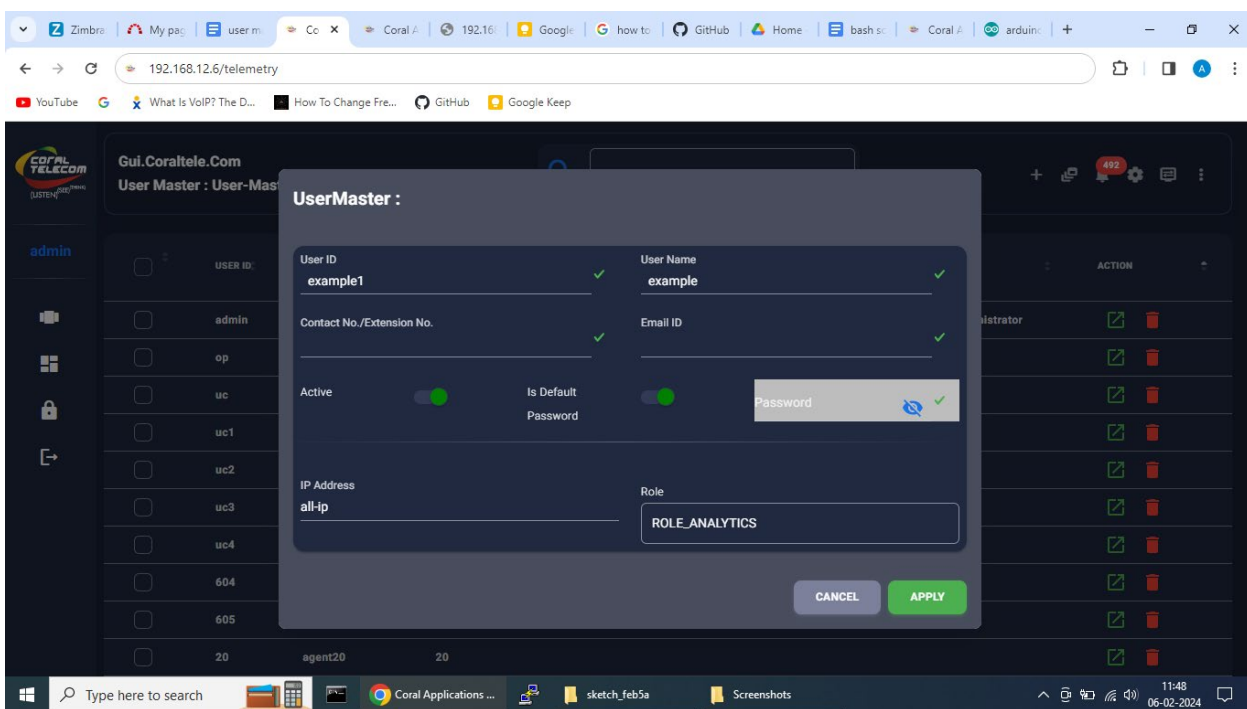 Zimbra
My pag
user m
Co
Coral A
192.16
Google
how to
GitHub
Home
bash sc
Coral A
arduino
192.168.12.6/telemetry
A
YouTube
What Is VoIP? The D...
How To Change Fre...
GitHub
Google Keep
CORAL
TELECOM
Gui.Coraltele.Com
User Master : User-Mas
492
admin
UserMaster :
USER ID
ACTION
User ID
example1
User Name
example
Contact No./Extension No.
Email ID
Active
Is Default
Password
Password
IP Address
all-ip
Role
ROLE_ANALYTICS
CANCEL
APPLY
admin
nistrator
op
uc
uc1
uc2
uc3
uc4
604
605
20 agent20 20
Type here to search
Coral Applications ...
sketch_feb5a
Screenshots
11:48
06-02-2024